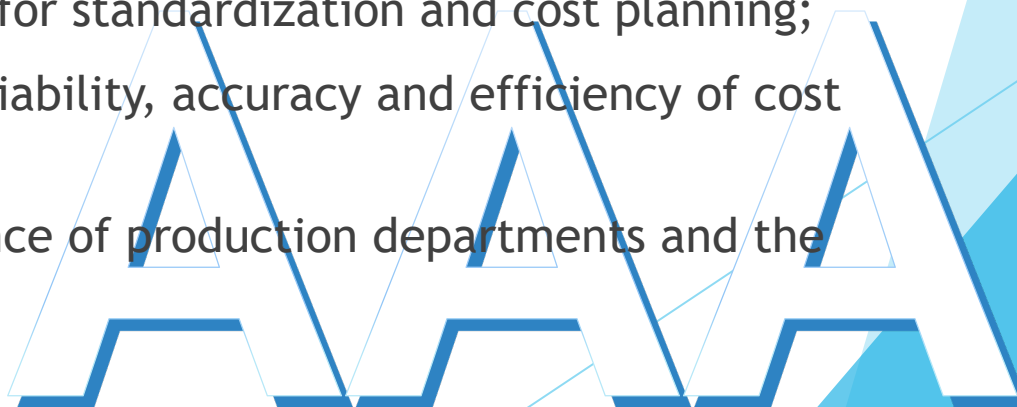 for standardization and cost planning;
iability, accuracy and efficiency of cost
ce of production departments and the
AAA